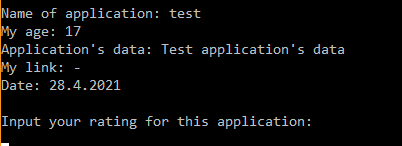 Name of application: test
My age: 17
Application's data: Test application's data
My link: -
Date: 28.4.2021
Input your rating for this application: